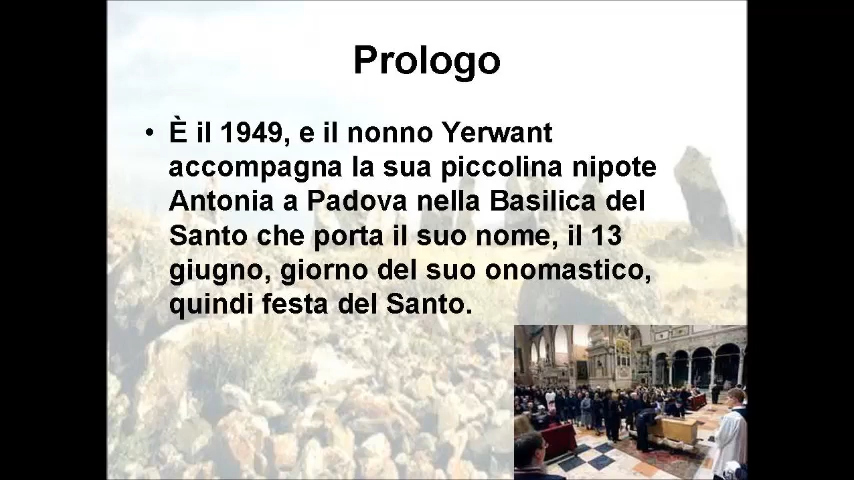 Prologo
• È il 1949, e il nonno Yerwant
accompagna la sua piccolina nipote
Antonia a Padova nella Basilica del
Santo che porta il suo nome, il 13
giugno, giorno del suo onomastico,
quindi festa del Santo.